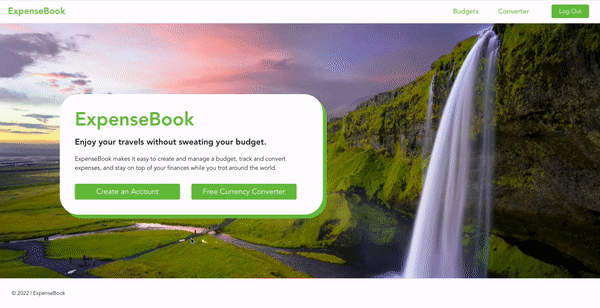 ExpenseBook
Budgets
Converter
Log Out
ExpenseBook
Enjoy your travels without sweating your budget.
ExpenseBook makes it easy to create and manage a budget, track and convert
expenses, and stay on top of your finances while you trot around the world.
Create an Account
Free Currency Converter
© 2022 | ExpenseBook